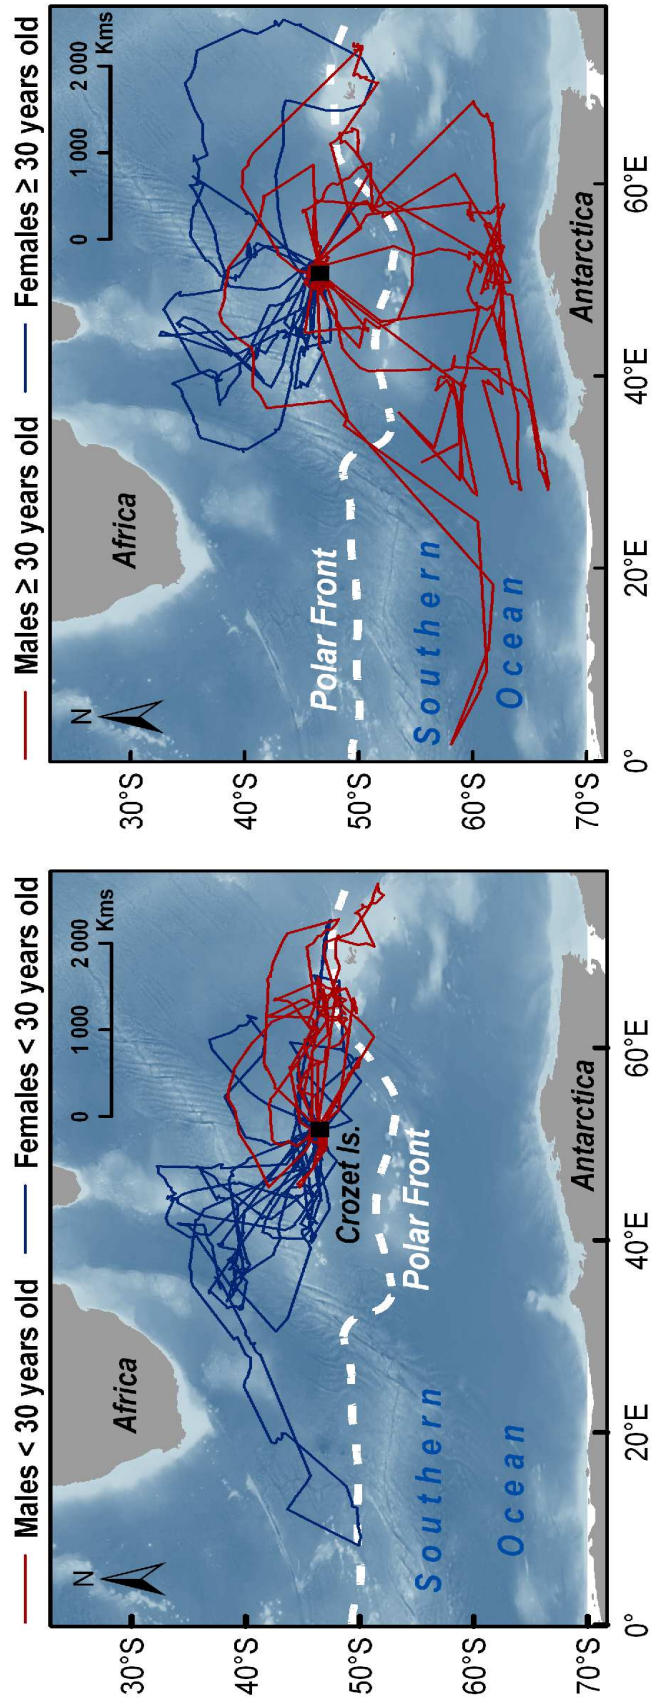 Males < 30 years old
Females < 30 years old
N
0 1 000 2 000
Kms
Africa
Crozet Is.
Polar Front
Southern
Ocean
Antarctica
30°S
40°S
50°S
60°S
70°S
0° 20°E 40°E 60°E
Males ≥ 30 years old
Females ≥ 30 years old
N
0 1 000 2 000
Kms
Africa
Polar Front
Southern
Ocean
Antarctica
30°S
40°S
50°S
60°S
70°S
0° 20°E 40°E 60°E